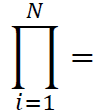 N
∏ =
i=1